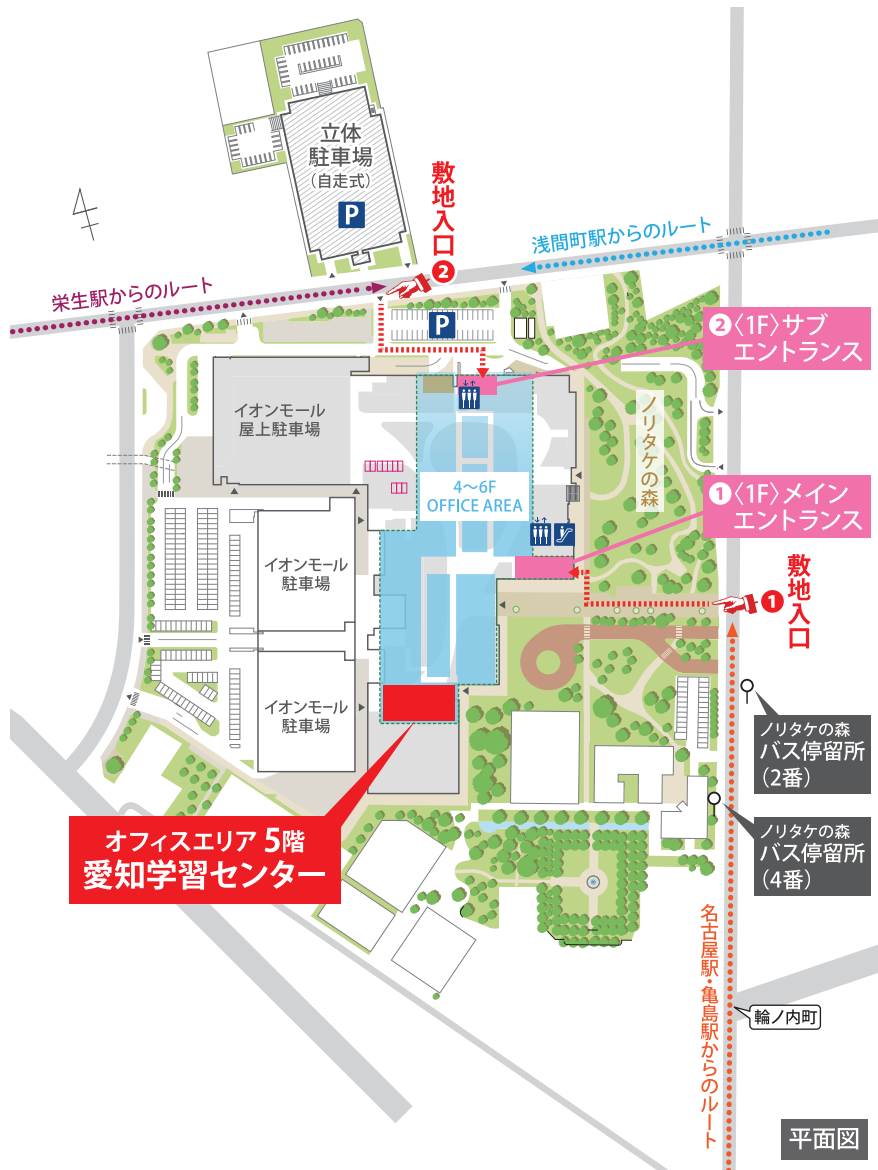 立体
駐車場
(自走式)
P
敷地入口❷
浅間町駅からのルート
栄生駅からのルート
P
❷〈1F〉サブ
エントランス
イオンモール
屋上駐車場
ノリタケの森
4〜6F
OFFICE AREA
❶〈1F〉メイン
エントランス
イオンモール
駐車場
敷地入口
❶
イオンモール
駐車場
ノリタケの森
バス停留所
(2番)
ノリタケの森
バス停留所
(4番)
オフィスエリア 5階
愛知学習センター
名古屋駅・亀島駅からのルート
輪ノ内町
平面図